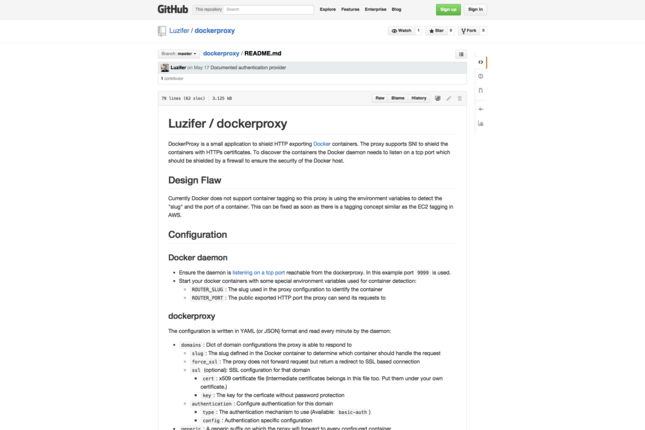 GitHub This repository Search Explore Features Enterprise Blog Sign up Sign in
Luzifer / dockerproxy Watch 1 Star 6 Fork 0
Branch: master dockerproxy / README.md
Luzifer on May 17 Documented authentication provider
1 contributor
79 lines (62 sloc) 3.125 kB Raw Blame History
Luzifer / dockerproxy
DockerProxy is a small application to shield HTTP exporting Docker containers. The proxy supports SNI to shield the
containers with HTTPs certificates. To discover the containers the Docker daemon needs to listen on a tcp port which
should be shielded by a firewall to ensure the security of the Docker host.
Design Flaw
Currently Docker does not support container tagging so this proxy is using the environment variables to detect the
"slug" and the port of a container. This can be fixed as soon as there is a tagging concept similar as the EC2 tagging in
AWS.
Configuration
Docker daemon
Ensure the daemon is listening on a tcp port reachable from the dockerproxy. In this example port 9999 is used.
Start your docker containers with some special environment variables used for container detection:
ROUTER_SLUG : The slug used in the proxy configuration to identify the container
ROUTER_PORT : The public exported HTTP port the proxy can send its requests to
dockerproxy
The configuration is written in YAML (or JSON) format and read every minute by the daemon:
domains : Dict of domain configurations the proxy is able to respond to
slug : The slug defined in the Docker container to determine which container should handle the request
force_ssl : The proxy does not forward request but return a redirect to SSL based connection
ssl (optional): SSL configuration for that domain
cert : x509 certificate file (Intermediate certificates belongs in this file too. Put them under your own
certificate.)
key : The key for the cerficate without password protection
authentication : Configure authentication for this domain
type : The authentication mechanism to use (Available: basic-auth )
config : Authentication specific configuration
generic : A generic suffix on which the proxy will forward to every configured container